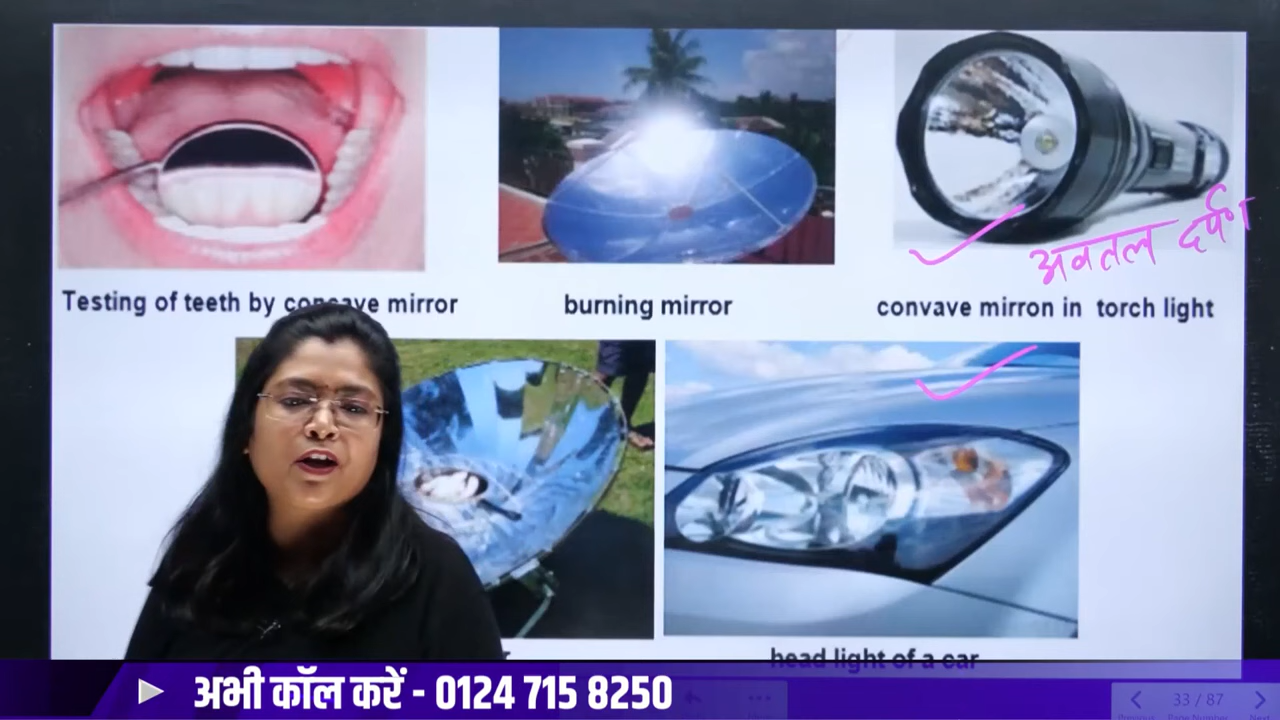 अवतल दर्पण
Testing of teeth by concave mirror
burning mirror
convave mirron in torch light
head light of a car
अभी कॉल करें - 0124 715 8250
33 / 87